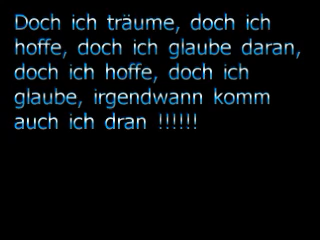 Doch ich träume, doch ich
hoffe, doch ich glaube daran,
doch ich hoffe, doch ich
glaube, irgendwann komm
auch ich dran !!!!!!